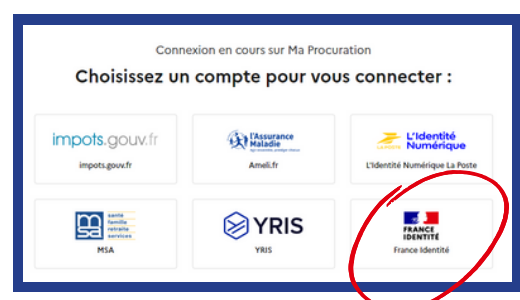 Connexion en cours sur Ma Procuration
Choisissez un compte pour vous connecter :
impots.gouv.fr
impots.gouv.fr
l'Assurance
Maladie
Ameli.fr
LA POSTE
L'Identité
Numérique
L'Identité Numérique La Poste
msa
santé
famille
retraite
services
MSA
YRIS
YRIS
FRANCE
IDENTITÉ
France Identité